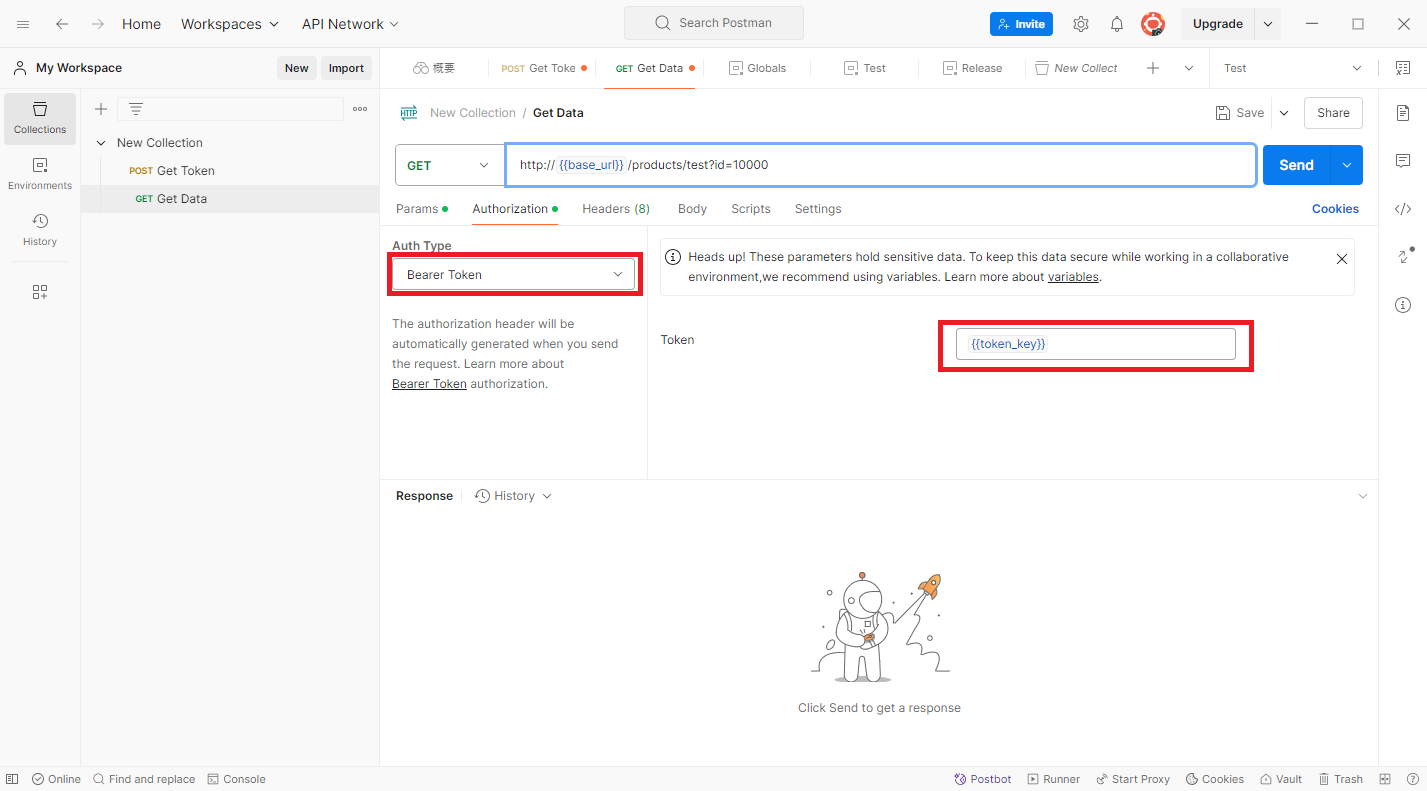 Home Workspaces API Network Search Postman Invite Upgrade
My Workspace New Import 概要 POST Get Toke GET Get Data Globals Test Release New Collect Test
Collections
Environments
History
New Collection
POST Get Token
GET Get Data
HTTP New Collection / Get Data Save Share
GET http:// {{base_url}} /products/test?id=10000 Send
Params Authorization Headers (8) Body Scripts Settings Cookies
Auth Type
Bearer Token
The authorization header will be
automatically generated when you send
the request. Learn more about
Bearer Token authorization.
Heads up! These parameters hold sensitive data. To keep this data secure while working in a collaborative
environment,we recommend using variables. Learn more about variables.
Token {{token_key}}
Response History
Click Send to get a response
Online Find and replace Console Postbot Runner Start Proxy Cookies Vault Trash